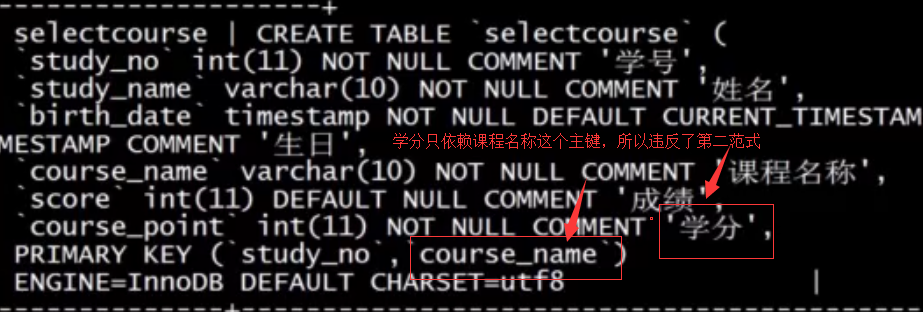 ---------------------+
selectcourse | CREATE TABLE `selectcourse` (
`study_no` int(11) NOT NULL COMMENT '学号',
`study_name` varchar(10) NOT NULL COMMENT '姓名',
`birth_date` timestamp NOT NULL DEFAULT CURRENT_TIMESTAM
MESTAMP COMMENT '生日',
学分只依赖课程名称这个主键，所以违反了第二范式
`course_name` varchar(10) NOT NULL COMMENT '课程名称',
`score` int(11) DEFAULT NULL COMMENT '成绩',
`course_point` int(11) NOT NULL COMMENT '学分',
PRIMARY KEY (`study_no`,`course_name`)
ENGINE=InnoDB DEFAULT CHARSET=utf8 |